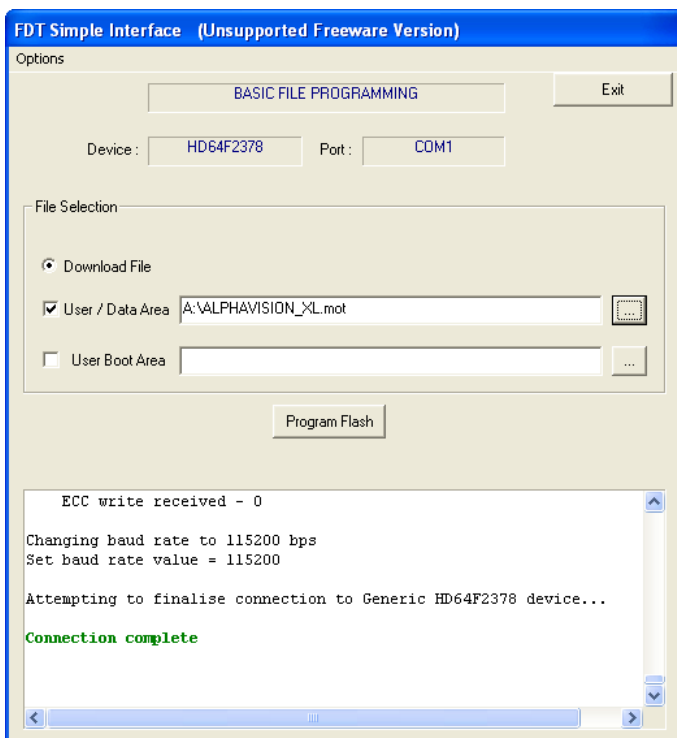 FDT Simple Interface (Unsupported Freeware Version)
Options
BASIC FILE PROGRAMMING
Exit
Device : HD64F2378 Port : COM1
File Selection
Download File
User / Data Area A:\ALPHAVISION_XL.mot ...
User Boot Area ...
Program Flash
ECC write received - 0
Changing baud rate to 115200 bps
Set baud rate value = 115200
Attempting to finalise connection to Generic HD64F2378 device...
Connection complete